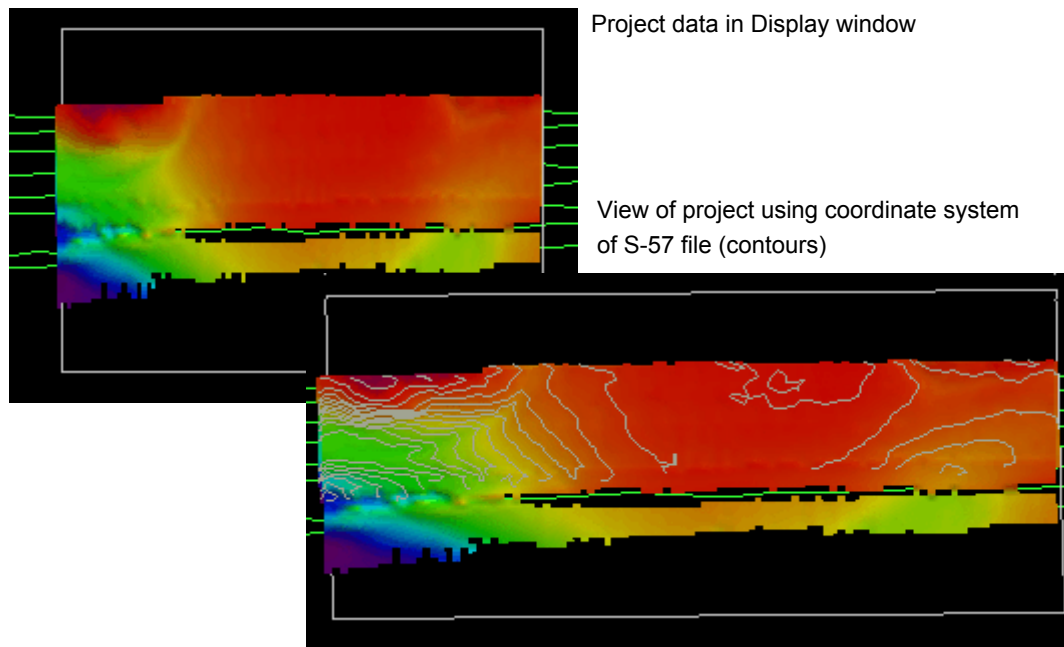 Project data in Display window
View of project using coordinate system
of S-57 file (contours)